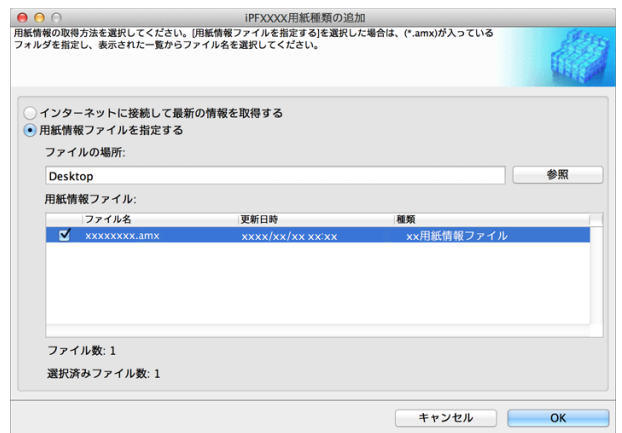 iPFXXXX用紙種類の追加
用紙情報の取得方法を選択してください。[用紙情報ファイルを指定する]を選択した場合は、(*.amx)が入っている
フォルダを指定し、表示された一覧からファイル名を選択してください。
インターネットに接続して最新の情報を取得する
用紙情報ファイルを指定する
ファイルの場所:
Desktop 参照
用紙情報ファイル:
ファイル名 更新日時 種類
xxxxxxxx.amx xxxx/xx/xx xx:xx xx用紙情報ファイル
ファイル数: 1
選択済みファイル数: 1
キャンセル OK